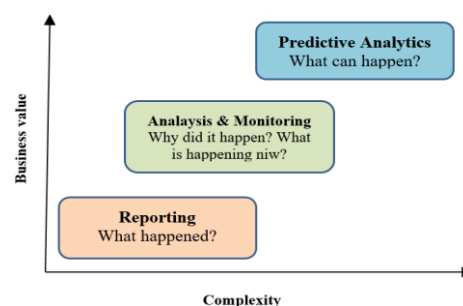 Predictive Analytics
What can happen?
Analaysis & Monitoring
Why did it happen? What
is happening niw?
Reporting
What happened?
Business value
Complexity